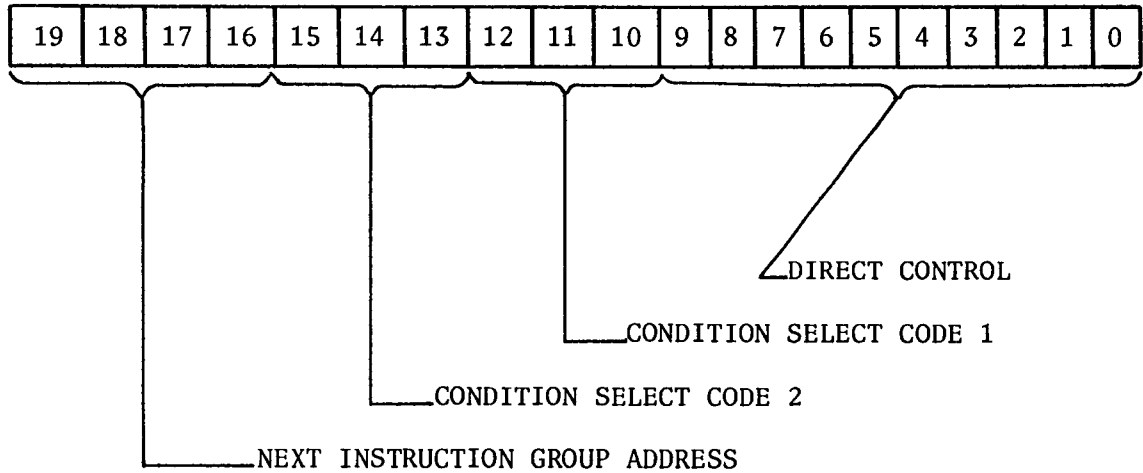 19 18 17 16 15 14 13 12 11 10 9 8 7 6 5 4 3 2 1 0
DIRECT CONTROL
CONDITION SELECT CODE 1
CONDITION SELECT CODE 2
NEXT INSTRUCTION GROUP ADDRESS